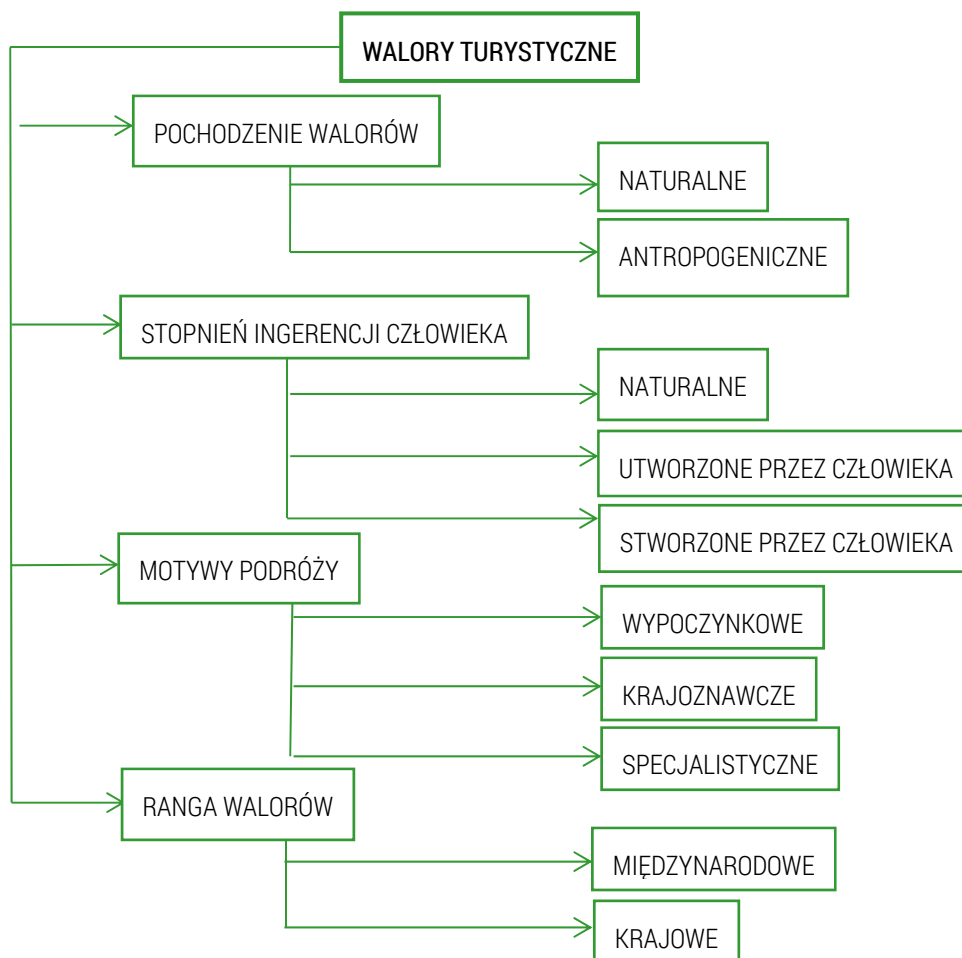 WALORY TURYSTYCZNE
POCHODZENIE WALORÓW
NATURALNE
ANTROPOGENICZNE
STOPNIEŃ INGERENCJI CZŁOWIEKA
NATURALNE
UTWORZONE PRZEZ CZŁOWIEKA
STWORZONE PRZEZ CZŁOWIEKA
MOTYWY PODRÓŻY
WYPOCZYNKOWE
KRAJOZNAWCZE
SPECJALISTYCZNE
RANGA WALORÓW
MIĘDZYNARODOWE
KRAJOWE